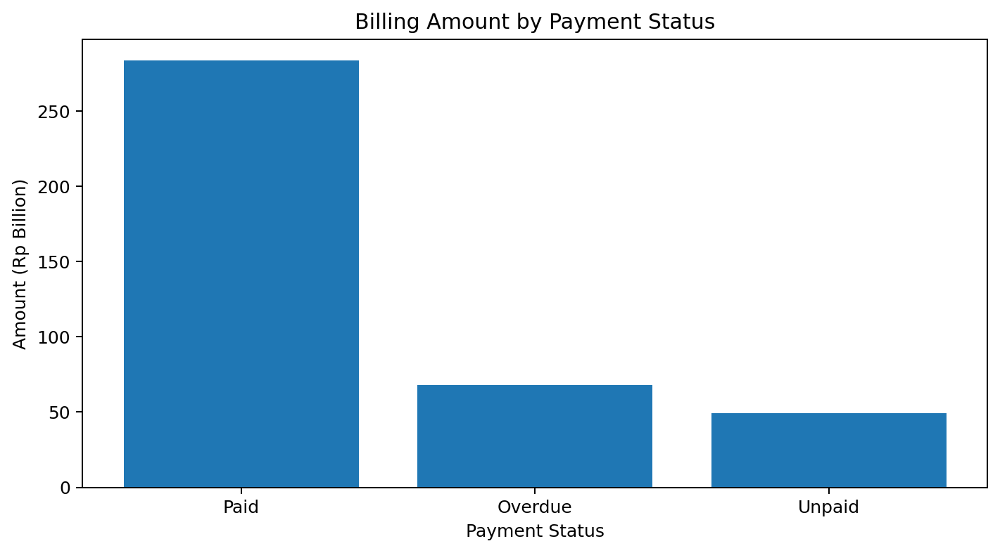 Billing Amount by Payment Status
Amount (Rp Billion)
250
200
150
100
50
0
Paid
Overdue
Unpaid
Payment Status